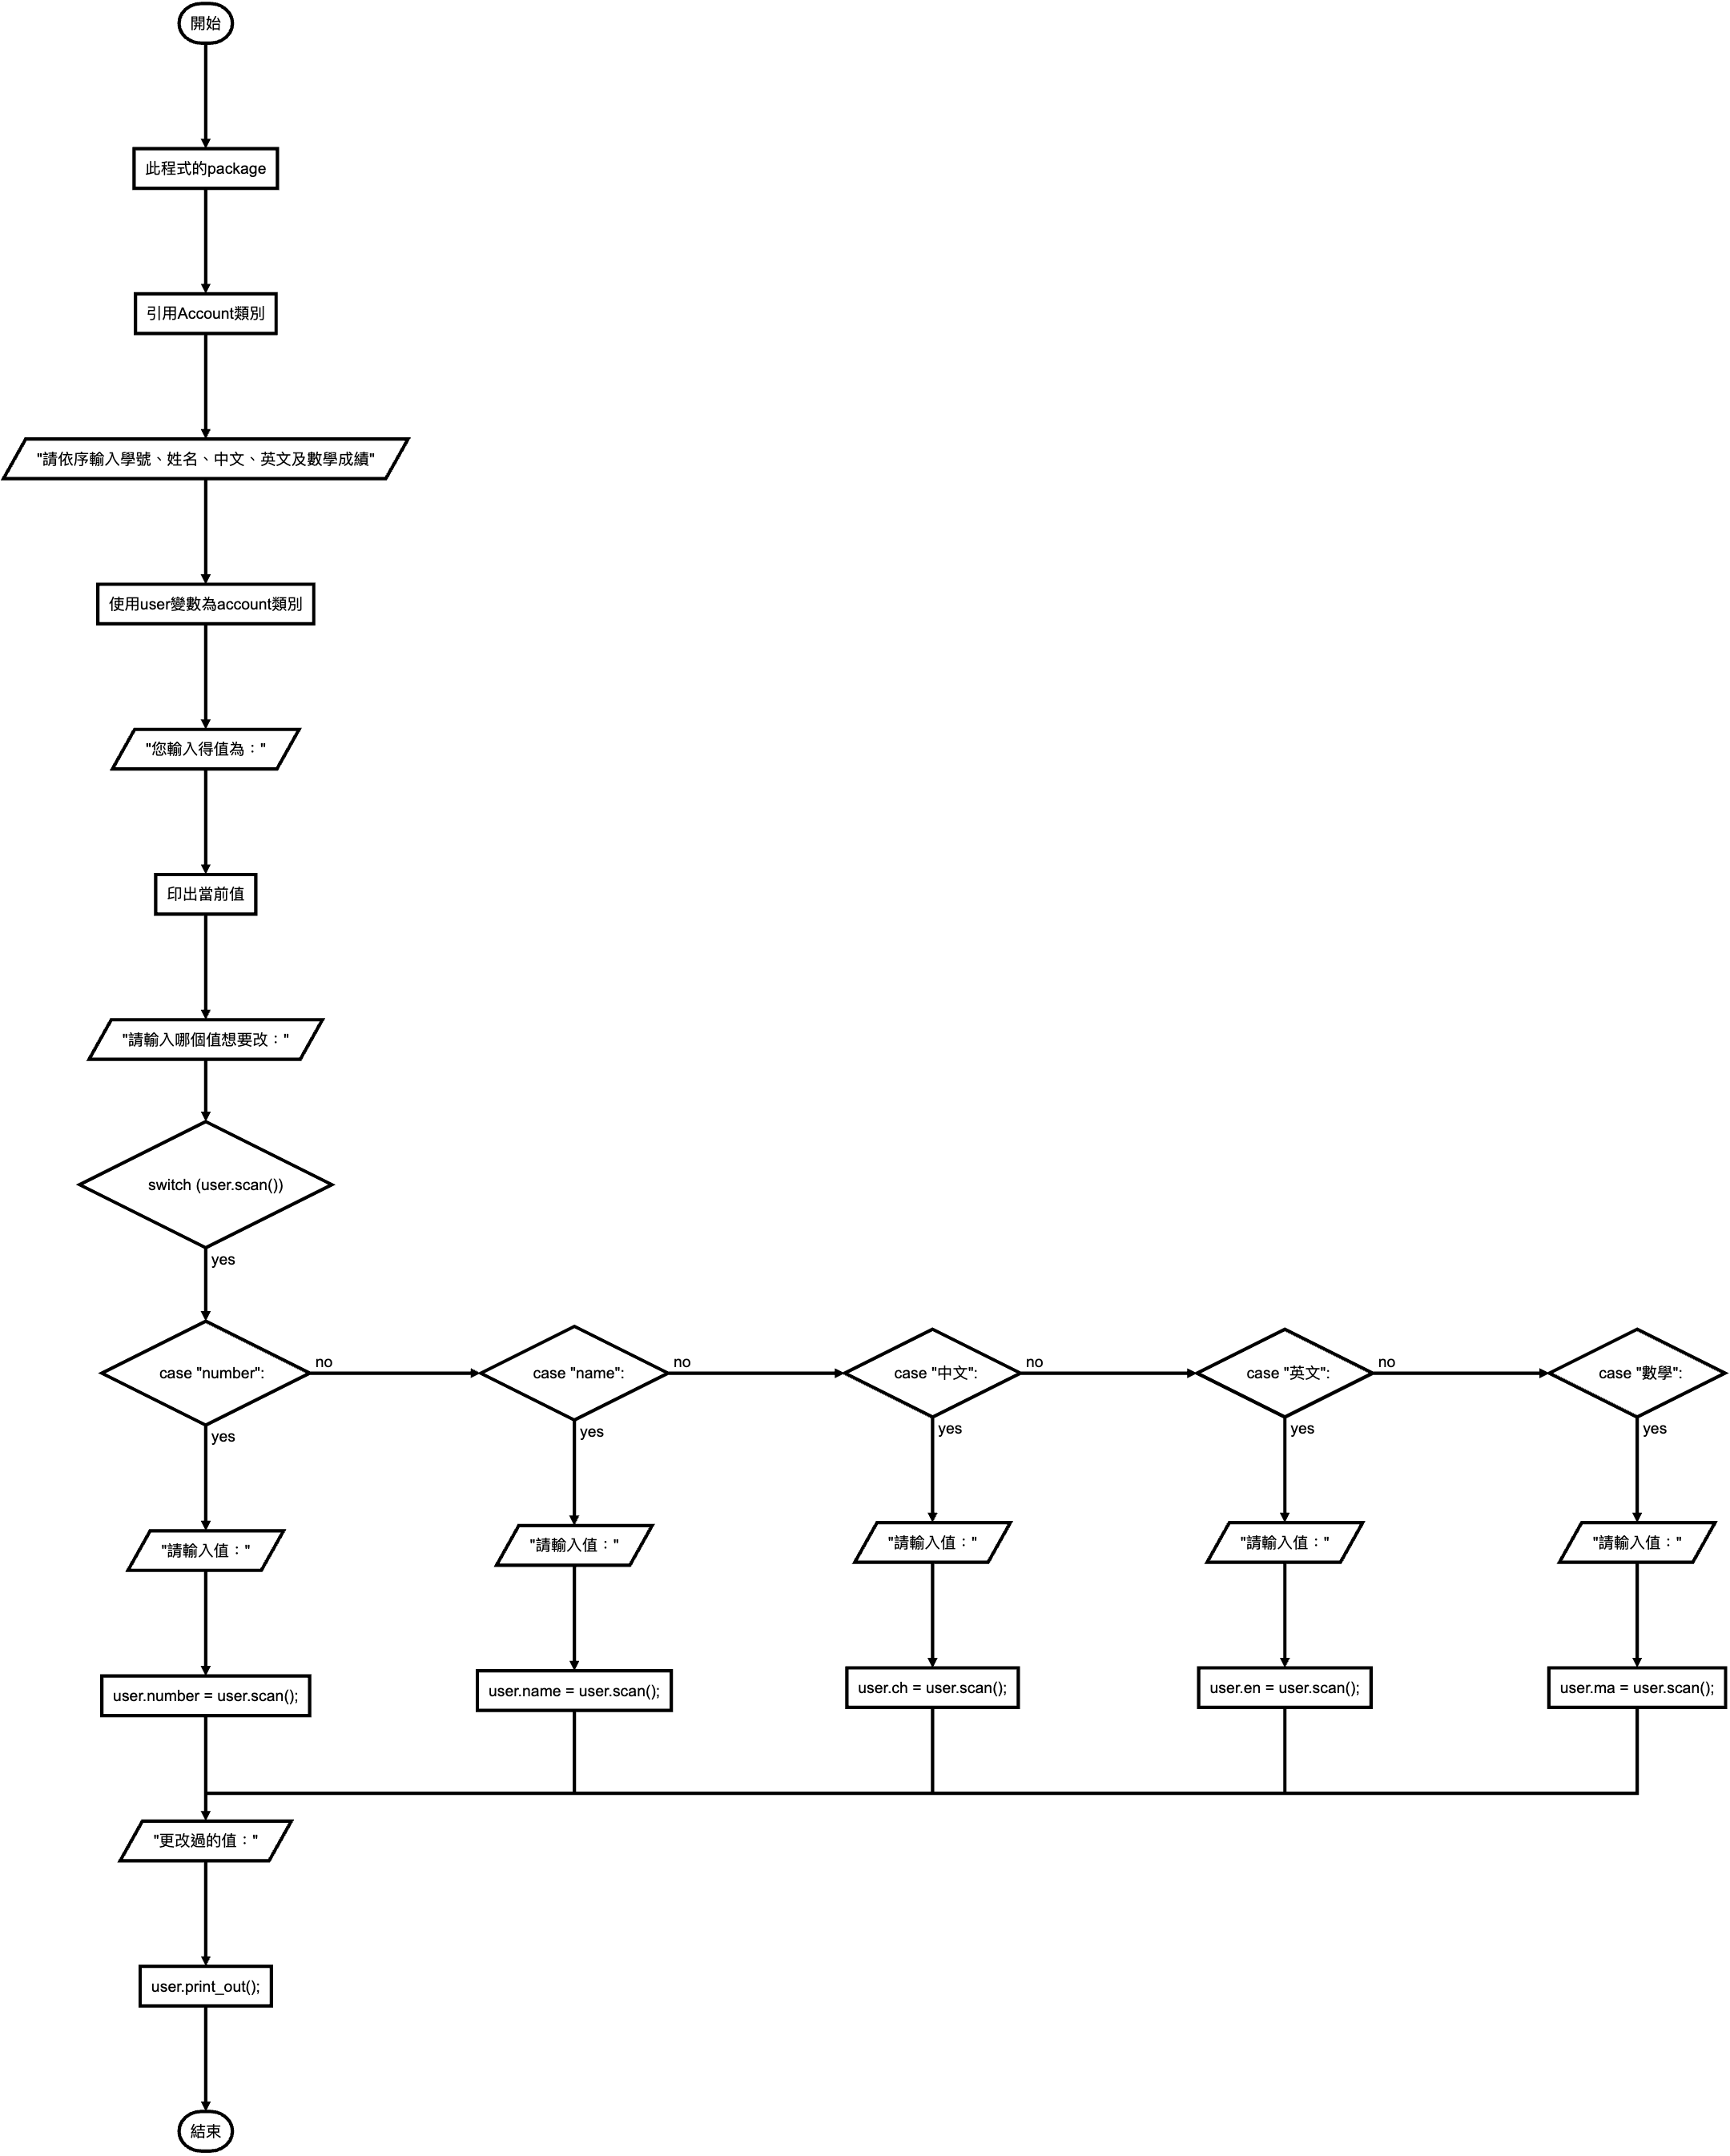 開始
此程式的package
引用Account類別
"請依序輸入學號、姓名、中文、英文及數學成績"
使用user變數為account類別
"您輸入得值為："
印出當前值
"請輸入哪個值想要改："
switch (user.scan())
yes
case "number":
no
case "name":
no
case "中文":
no
case "英文":
no
case "數學":
yes
yes
yes
yes
yes
"請輸入值："
"請輸入值："
"請輸入值："
"請輸入值："
"請輸入值："
user.number = user.scan();
user.name = user.scan();
user.ch = user.scan();
user.en = user.scan();
user.ma = user.scan();
"更改過的值："
user.print_out();
結束